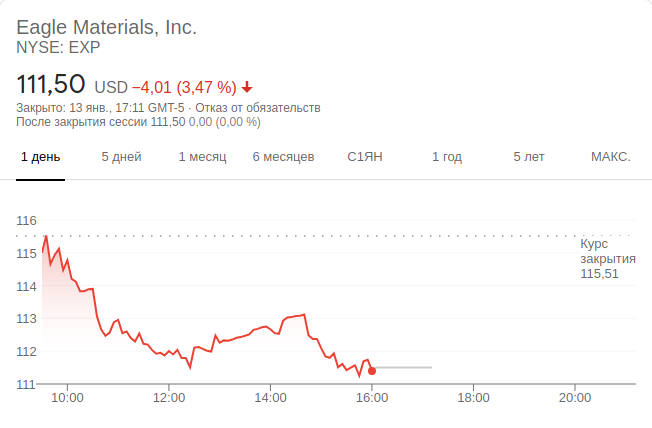 Eagle Materials, Inc.
NYSE: EXP
111,50 USD −4,01 (3,47 %) ↓
Закрыто: 13 янв., 17:11 GMT-5 · Отказ от обязательств
После закрытия сессии 111,50 0,00 (0,00 %)
1 день 5 дней 1 месяц 6 месяцев С1ЯН 1 год 5 лет МАКС.
116
115
114
113
112
111
Курс
закрытия
115,51
10:00 12:00 14:00 16:00 18:00 20:00